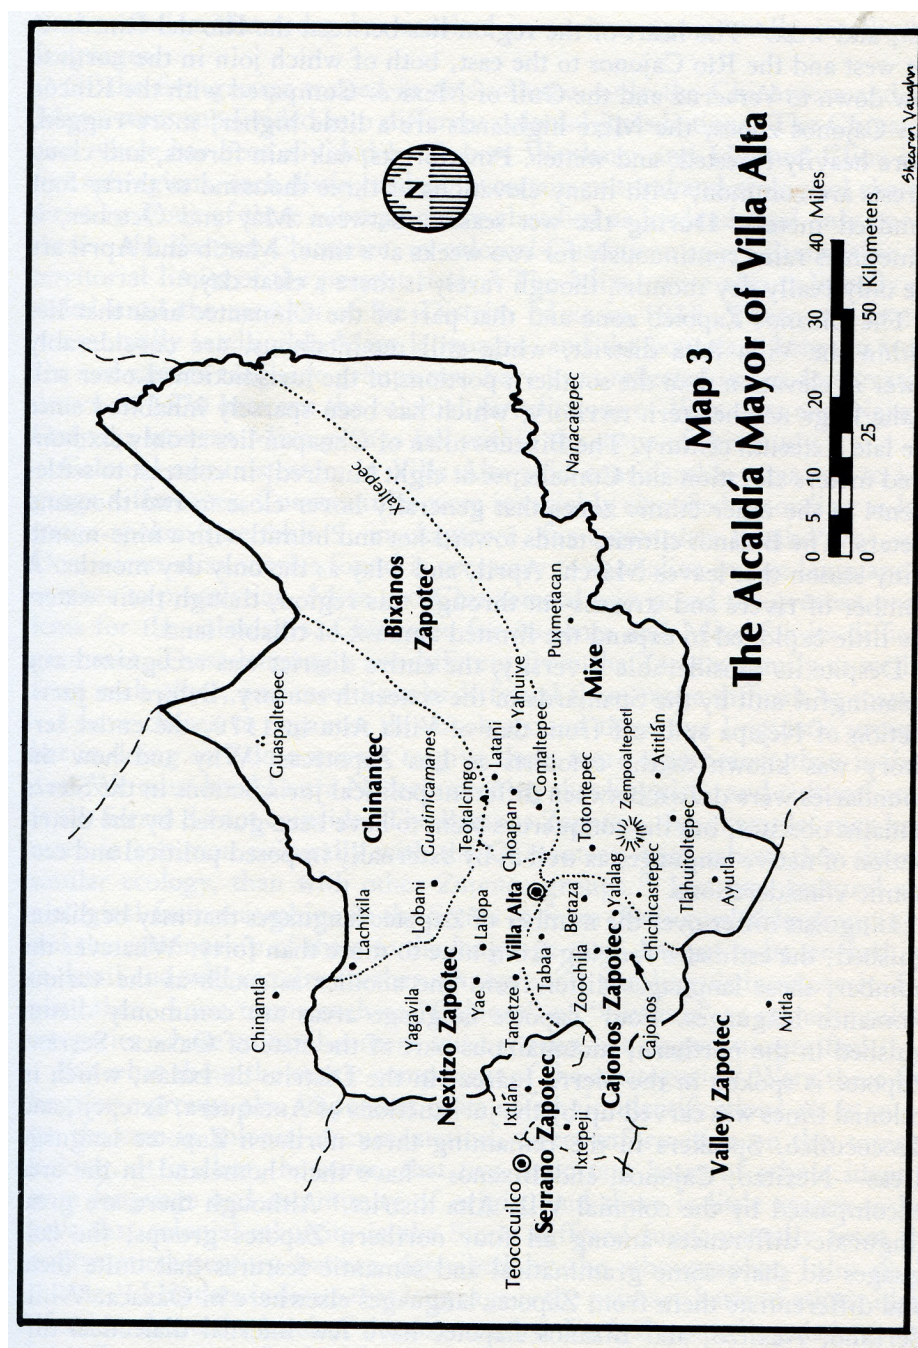 Chinantla
Guaspaltepec
Lachixila
Chinante
Xaltepec
Bixanos
Zapotec
Yagavila
Lobani
Guatinicamanes
N
Nexitzo Zapotec
Teotalcingo
Yae
Lalopa
Latani
Teococuilco
Ixtlán
Tanetze
Villa Alta
Choapan
Yahuive
Serrano Zapotec
Tabaa
Comaltepec
Puxmetacan
Nanacatepec
Ixtepeji
Zoochila
Betaza
Totontepec
Mixe
Cajonos Zapotec
Yalalag
Zempoaltepetl
Cajonos
Chichicastepec
Atitlán
Tlahuitoltepec
Map 3
Valley Zapotec
Ayutla
The Alcaldía Mayor of Villa Alta
Mitla
0 5 10 20 30 40 Miles
0 25 50 Kilometers